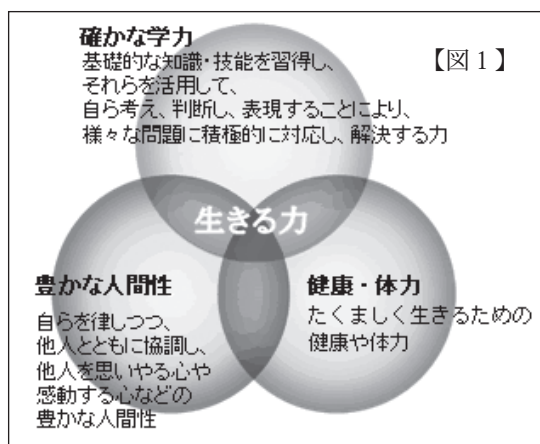 確かな学力
【図1】
基礎的な知識・技能を習得し、
それらを活用して、
自ら考え、判断し、表現することにより、
様々な問題に積極的に対応し、解決する力
生きる力
豊かな人間性
自らを律しつつ、
他人とともに協調し、
他人を思いやる心や
感動する心などの
豊かな人間性
健康・体力
たくましく生きるための
健康や体力